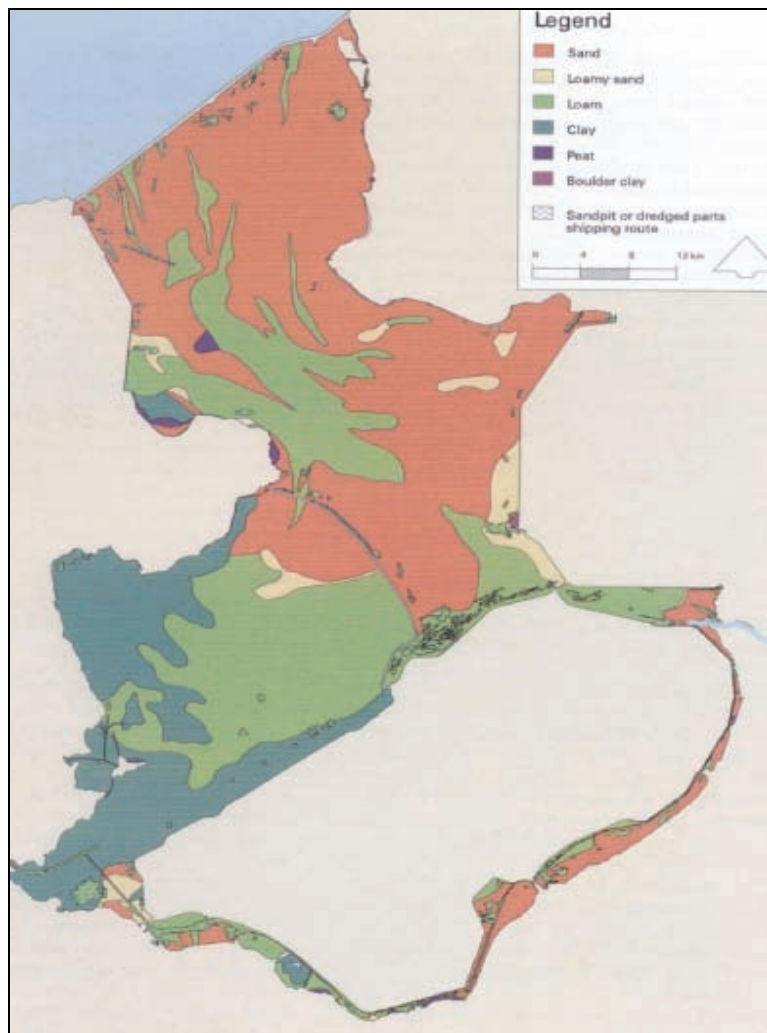 Legend
Sand
Loamy sand
Loam
Clay
Peat
Boulder clay
Sandpit or dredged parts
shipping route
0 4 8 12 km